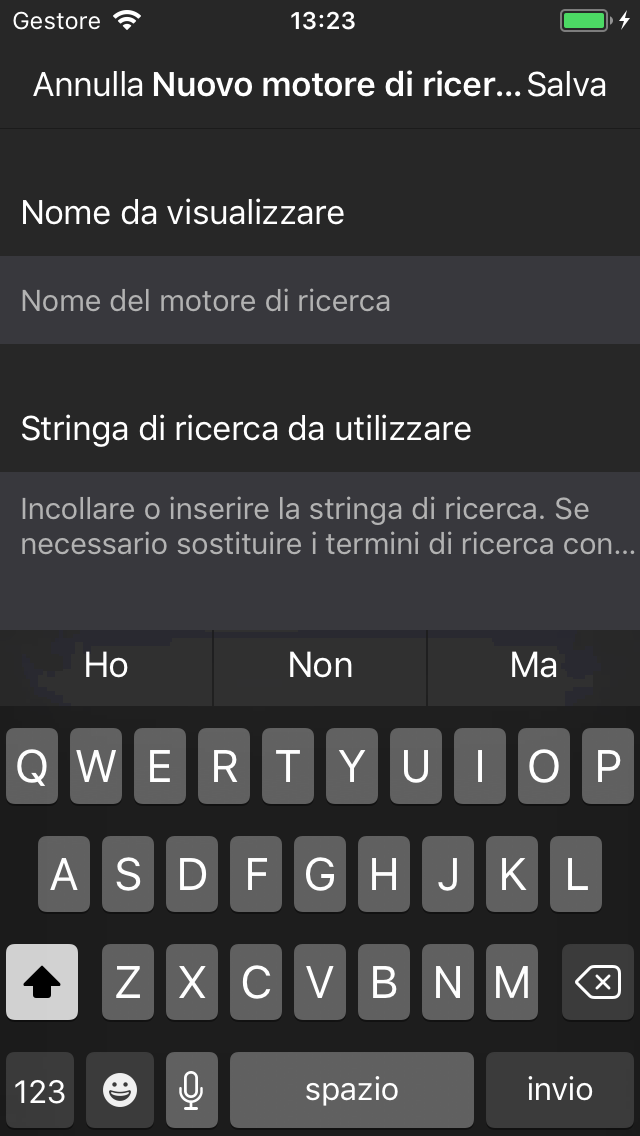 Gestore 13:23
Annulla Nuovo motore di ricer... Salva
Nome da visualizzare
Nome del motore di ricerca
Stringa di ricerca da utilizzare
Incollare o inserire la stringa di ricerca. Se
necessario sostituire i termini di ricerca con...
Ho Non Ma
Q W E R T Y U I O P
A S D F G H J K L
Z X C V B N M
123 spazio invio